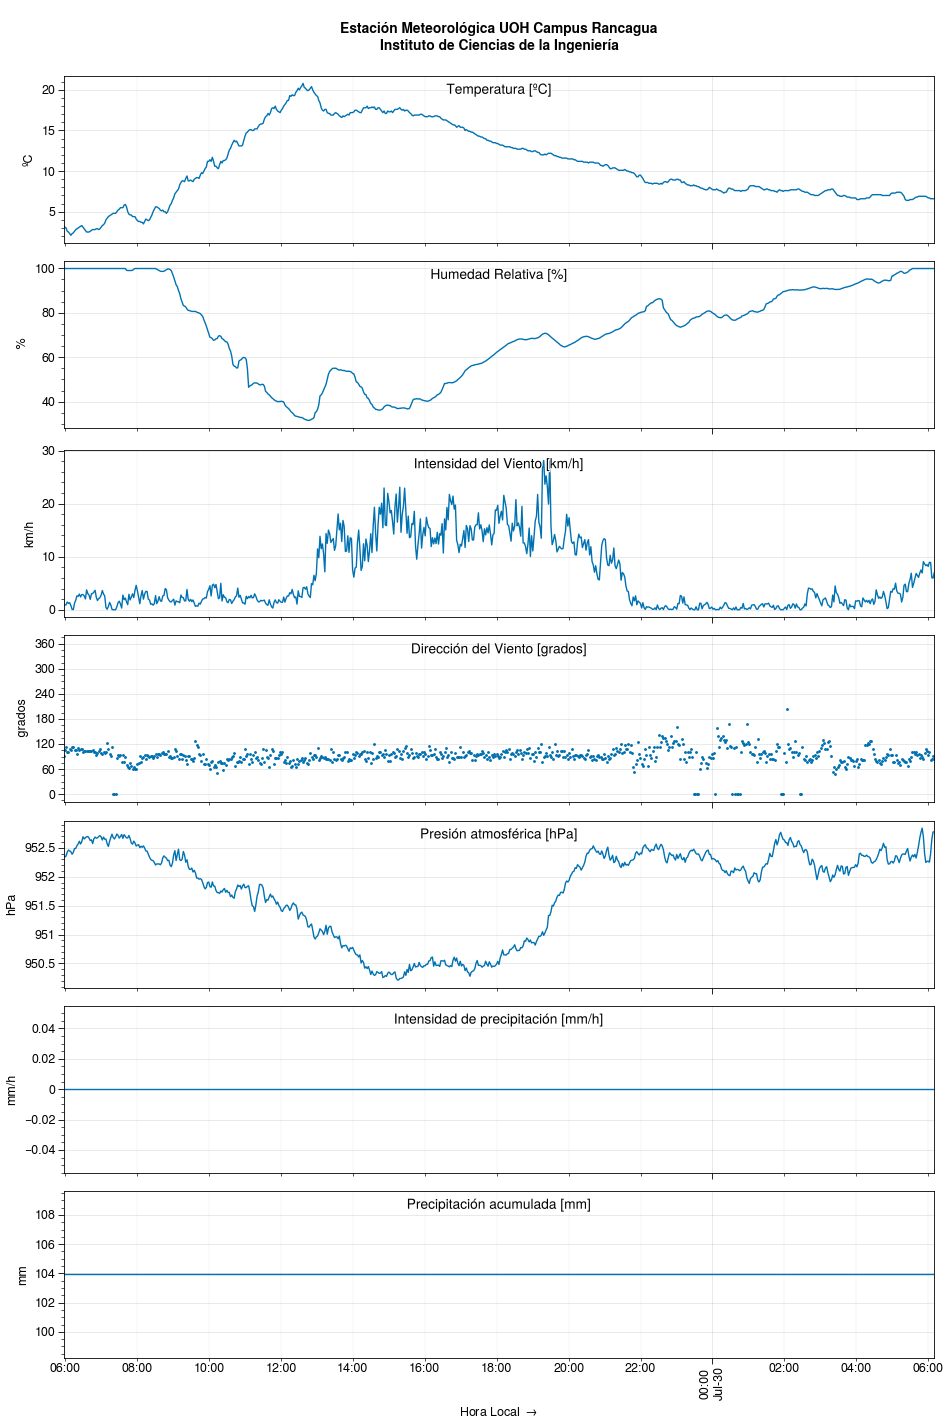 Estación Meteorológica UOH Campus Rancagua
Instituto de Ciencias de la Ingeniería
Temperatura [ºC]
ºC
20
15
10
5
Humedad Relativa [%]
%
100
80
60
40
Intensidad del Viento [km/h]
km/h
30
20
10
0
Dirección del Viento [grados]
grados
360
300
240
180
120
60
0
Presión atmosférica [hPa]
hPa
952.5
952
951.5
951
950.5
Intensidad de precipitación [mm/h]
mm/h
0.04
0.02
0
−0.02
−0.04
Precipitación acumulada [mm]
mm
108
106
104
102
100
06:00 08:00 10:00 12:00 14:00 16:00 18:00 20:00 22:00 00:00 02:00 04:00 06:00
Jul-30
Hora Local →